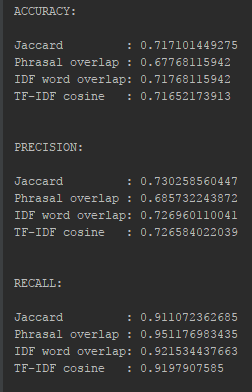 ACCURACY:
Jaccard : 0.717101449275
Phrasal overlap : 0.67768115942
IDF word overlap: 0.71768115942
TF-IDF cosine : 0.71652173913
PRECISION:
Jaccard : 0.730258560447
Phrasal overlap : 0.685732243872
IDF word overlap: 0.726960110041
TF-IDF cosine : 0.726584022039
RECALL:
Jaccard : 0.911072362685
Phrasal overlap : 0.951176983435
IDF word overlap: 0.921534437663
TF-IDF cosine : 0.9197907585